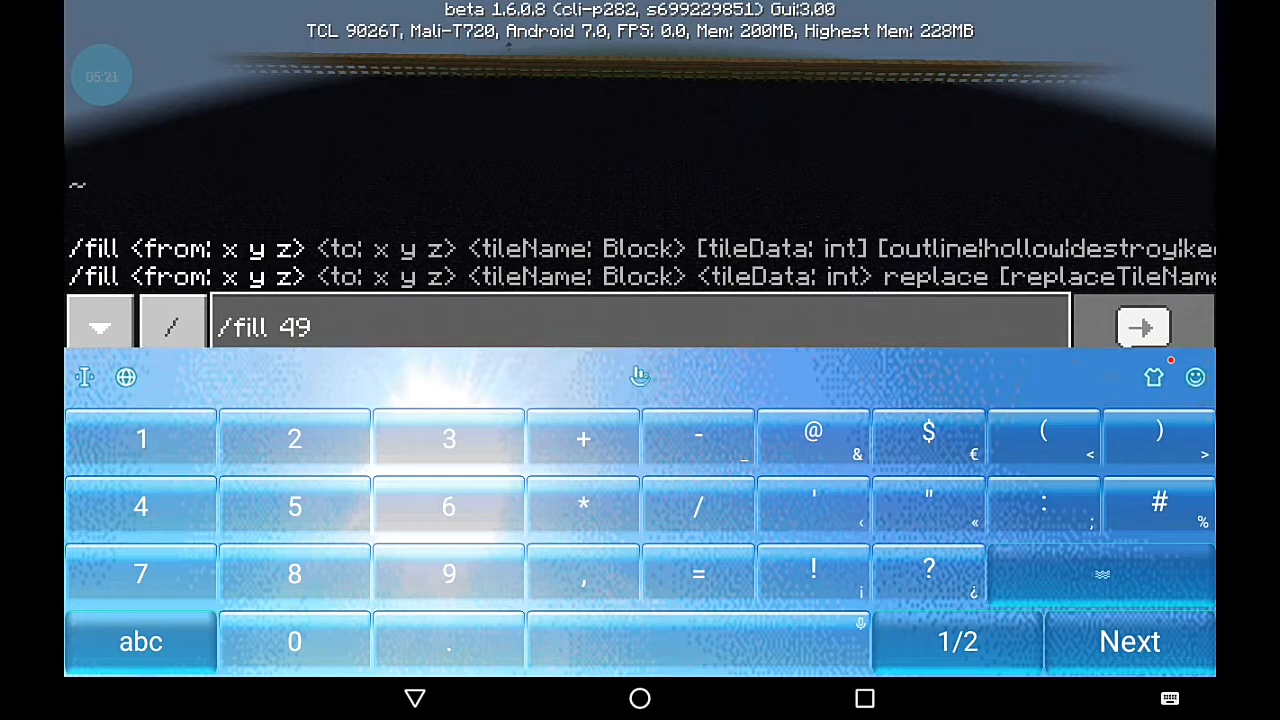 beta 1.6.0.8 (cli-p282, s699229851) Gui:3,00
TCL 9026T, Mali-T720, Android 7.0, FPS: 0.0, Mem: 200MB, Highest Mem: 228MB
05:21
~
/fill <from: x y z> <to: x y z> <tileName: Block> [tileData: int] [outline|hollow|destroy|kee
/fill <from: x y z> <to: x y z> <tileName: Block> <tileData: int> replace [replaceTileName
/ /fill 49
1 2 3 + - _ @ & $ € ( < ) >
4 5 6 * / ' ‹ " « : ; # %
7 8 9 , = ! ¡ ? ¿
abc 0 . 1/2 Next